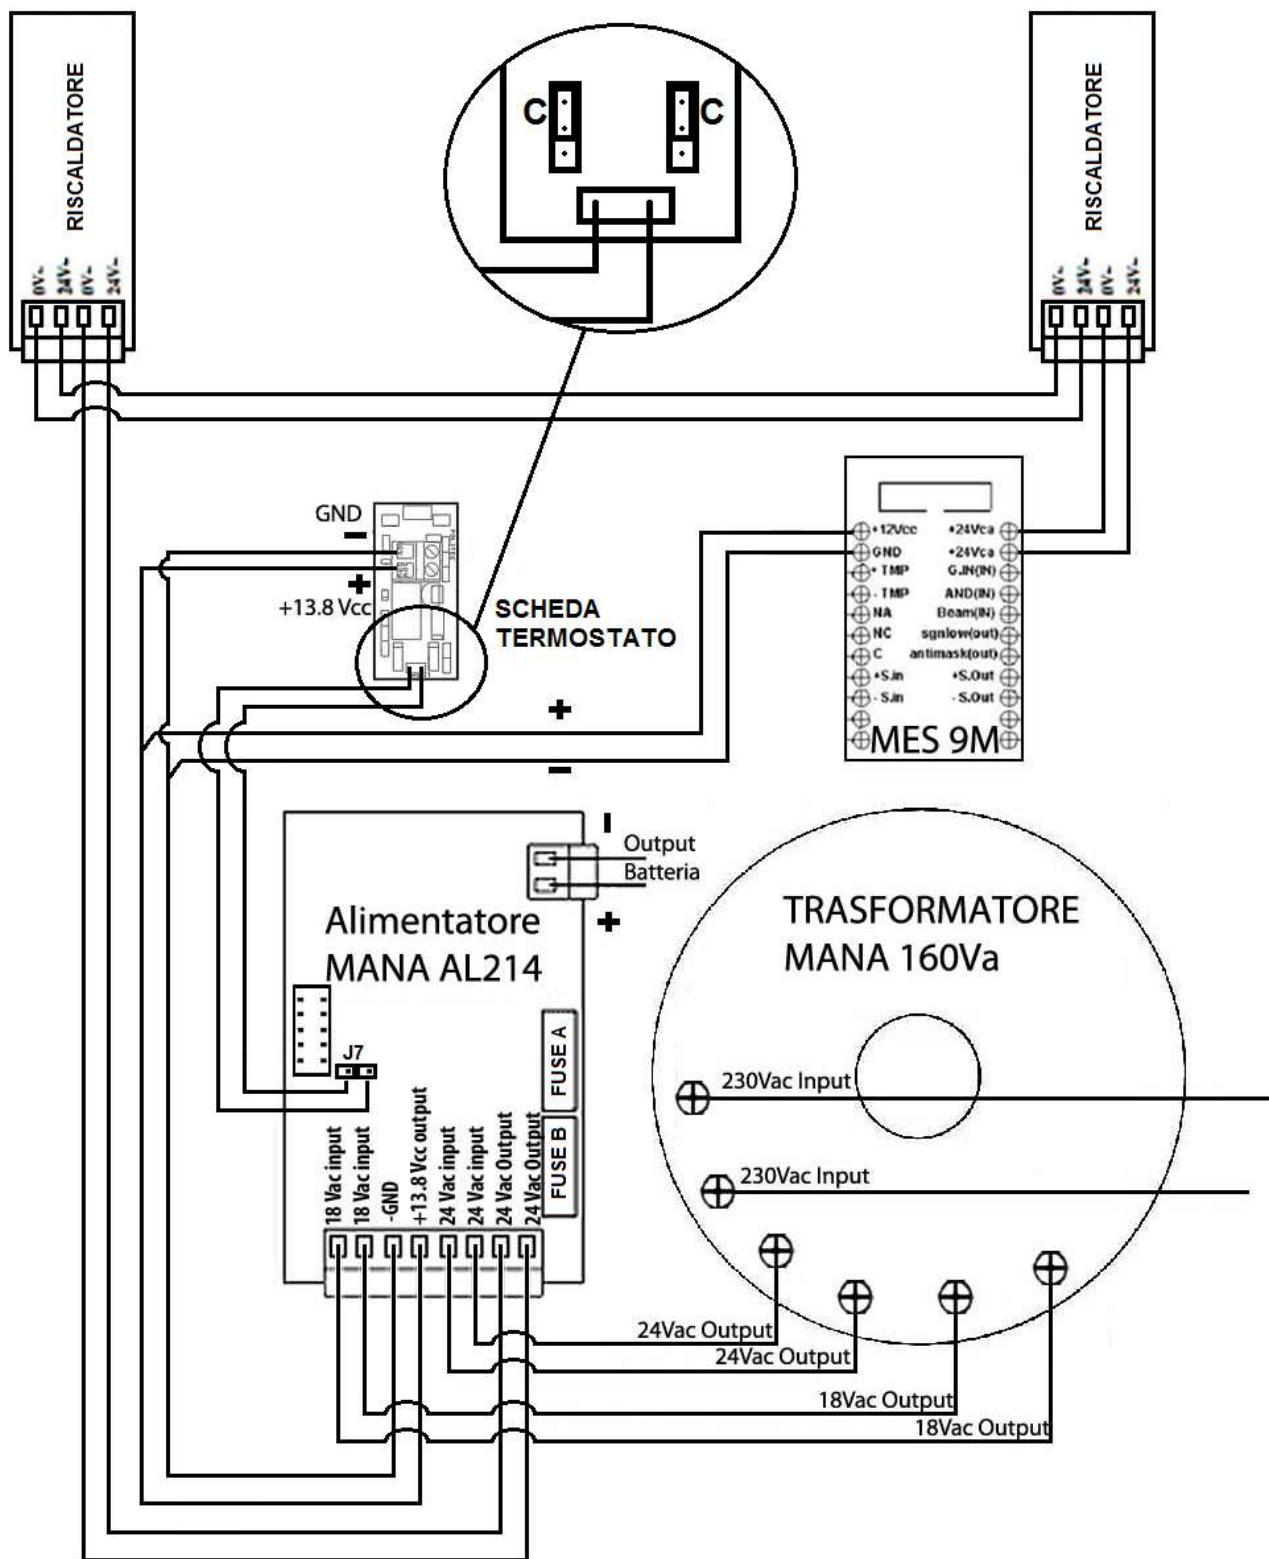 RISCALDATORE
0V~
24V~
0V~
24V~
C
C
RISCALDATORE
0V~
24V~
0V~
24V~
GND
−
+
+13.8 Vcc
SCHEDA
TERMOSTATO
+12Vcc +24Vca
GND +24Vca
+ TMP G.IN(IN)
- TMP AND(IN)
NA Beam(IN)
NC sgnlow(out)
C antimask(out)
+S.in +S.Out
- S.in - S.Out
MES 9M
+
−
−
Output
Batteria
+
Alimentatore
MANA AL214
J7
FUSE A
FUSE B
18 Vac input
18 Vac input
-GND
+13.8 Vcc output
24 Vac input
24 Vac input
24 Vac Output
24 Vac Output
TRASFORMATORE
MANA 160Va
230Vac Input
230Vac Input
24Vac Output
24Vac Output
18Vac Output
18Vac Output